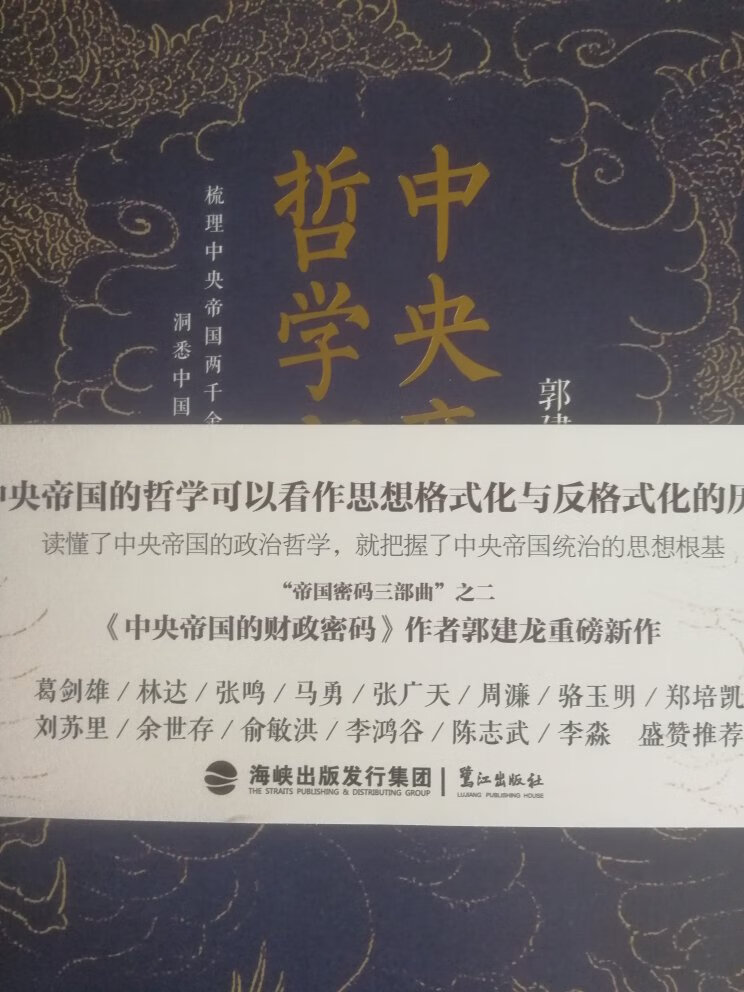 中央
哲学
郭建
梳理中央帝国两千余
洞悉中国
中央帝国的哲学可以看作思想格式化与反格式化的历
读懂了中央帝国的政治哲学，就把握了中央帝国统治的思想根基
“帝国密码三部曲”之二
《中央帝国的财政密码》作者郭建龙重磅新作
葛剑雄/林达/张鸣/马勇/张广天/周濂/骆玉明/郑培凯
刘苏里/余世存/俞敏洪/李鸿谷/陈志武/李淼 盛赞推荐
海峡出版发行集团 鹭江出版社
THE STRAITS PUBLISHING & DISTRIBUTING GROUP LUJIANG PUBLISHING HOUSE